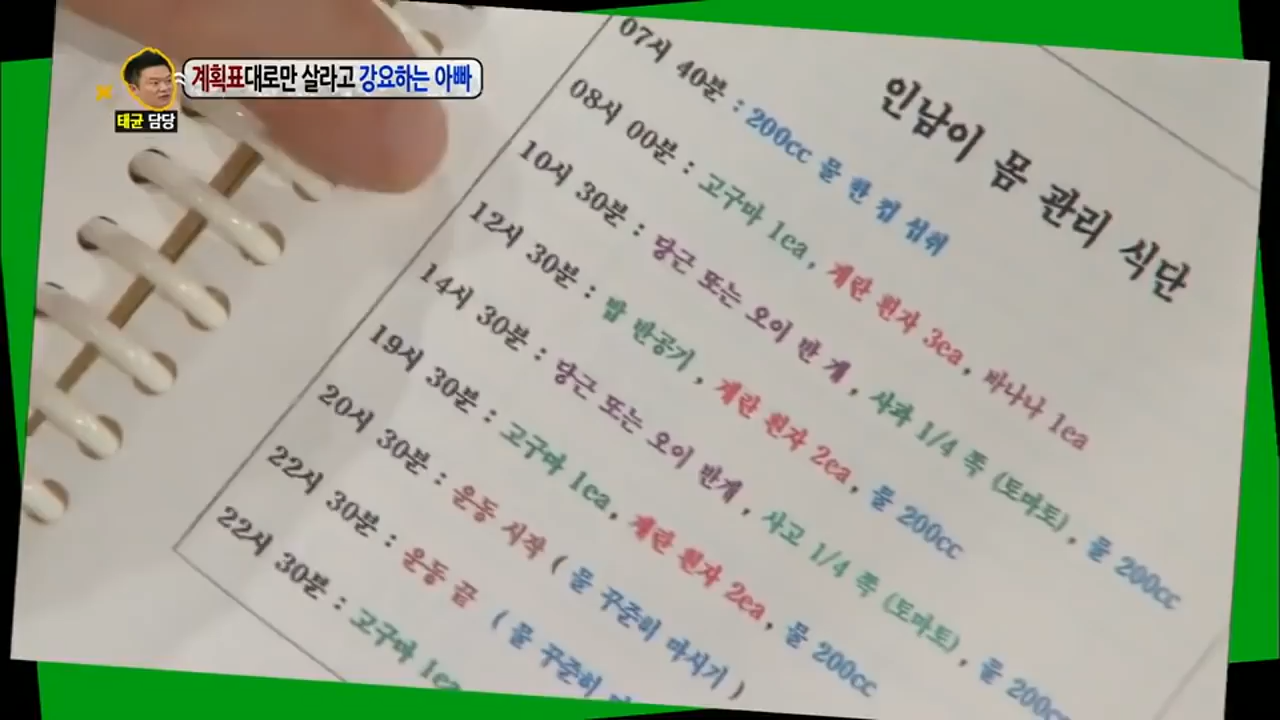 계획표대로만 살라고 강요하는 아빠
태균 담당
인남이 몸 관리 식단
07시 40분 : 200cc 물 한 컵 섭취
08시 00분 : 고구마 1ea, 계란 흰자 3ea, 바나나 1ea
10시 30분 : 당근 또는 오이 반 개, 사과 1/4 쪽 (토마토), 물 200cc
12시 30분 : 밥 반공기, 계란 흰자 2ea, 물 200cc
14시 30분 : 당근 또는 오이 반개, 사고 1/4 쪽 (토마토), 물 200cc
19시 30분 : 고구마 1ea, 계란 흰자 2ea, 물 200cc
20시 30분 : 운동 시작 ( 물 꾸준히 마시기 )
22시 30분 : 운동 끝 ( 물 꾸준히
22시 30분 : 고구마 1ea